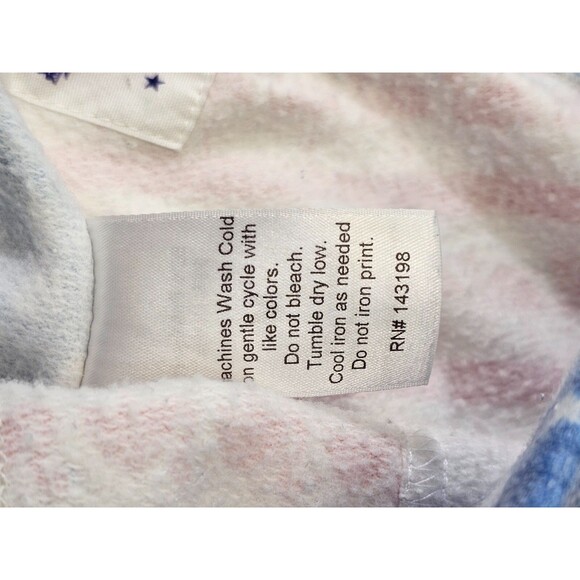 achines Wash Cold
on gentle cycle with
like colors.
Do not bleach.
Tumble dry low.
Cool iron as needed
Do not iron print.
RN# 143198